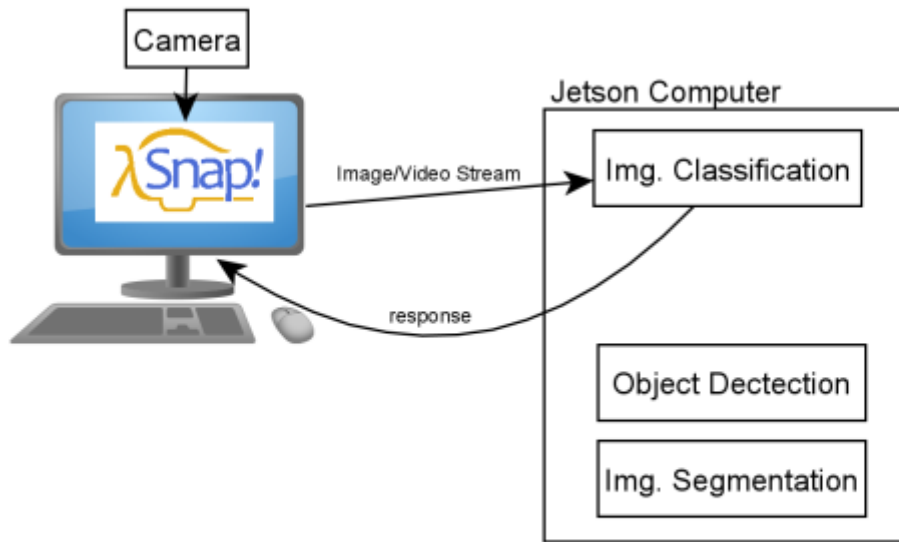 Camera
λSnap!
Jetson Computer
Image/Video Stream
Img. Classification
response
Object Dectection
Img. Segmentation